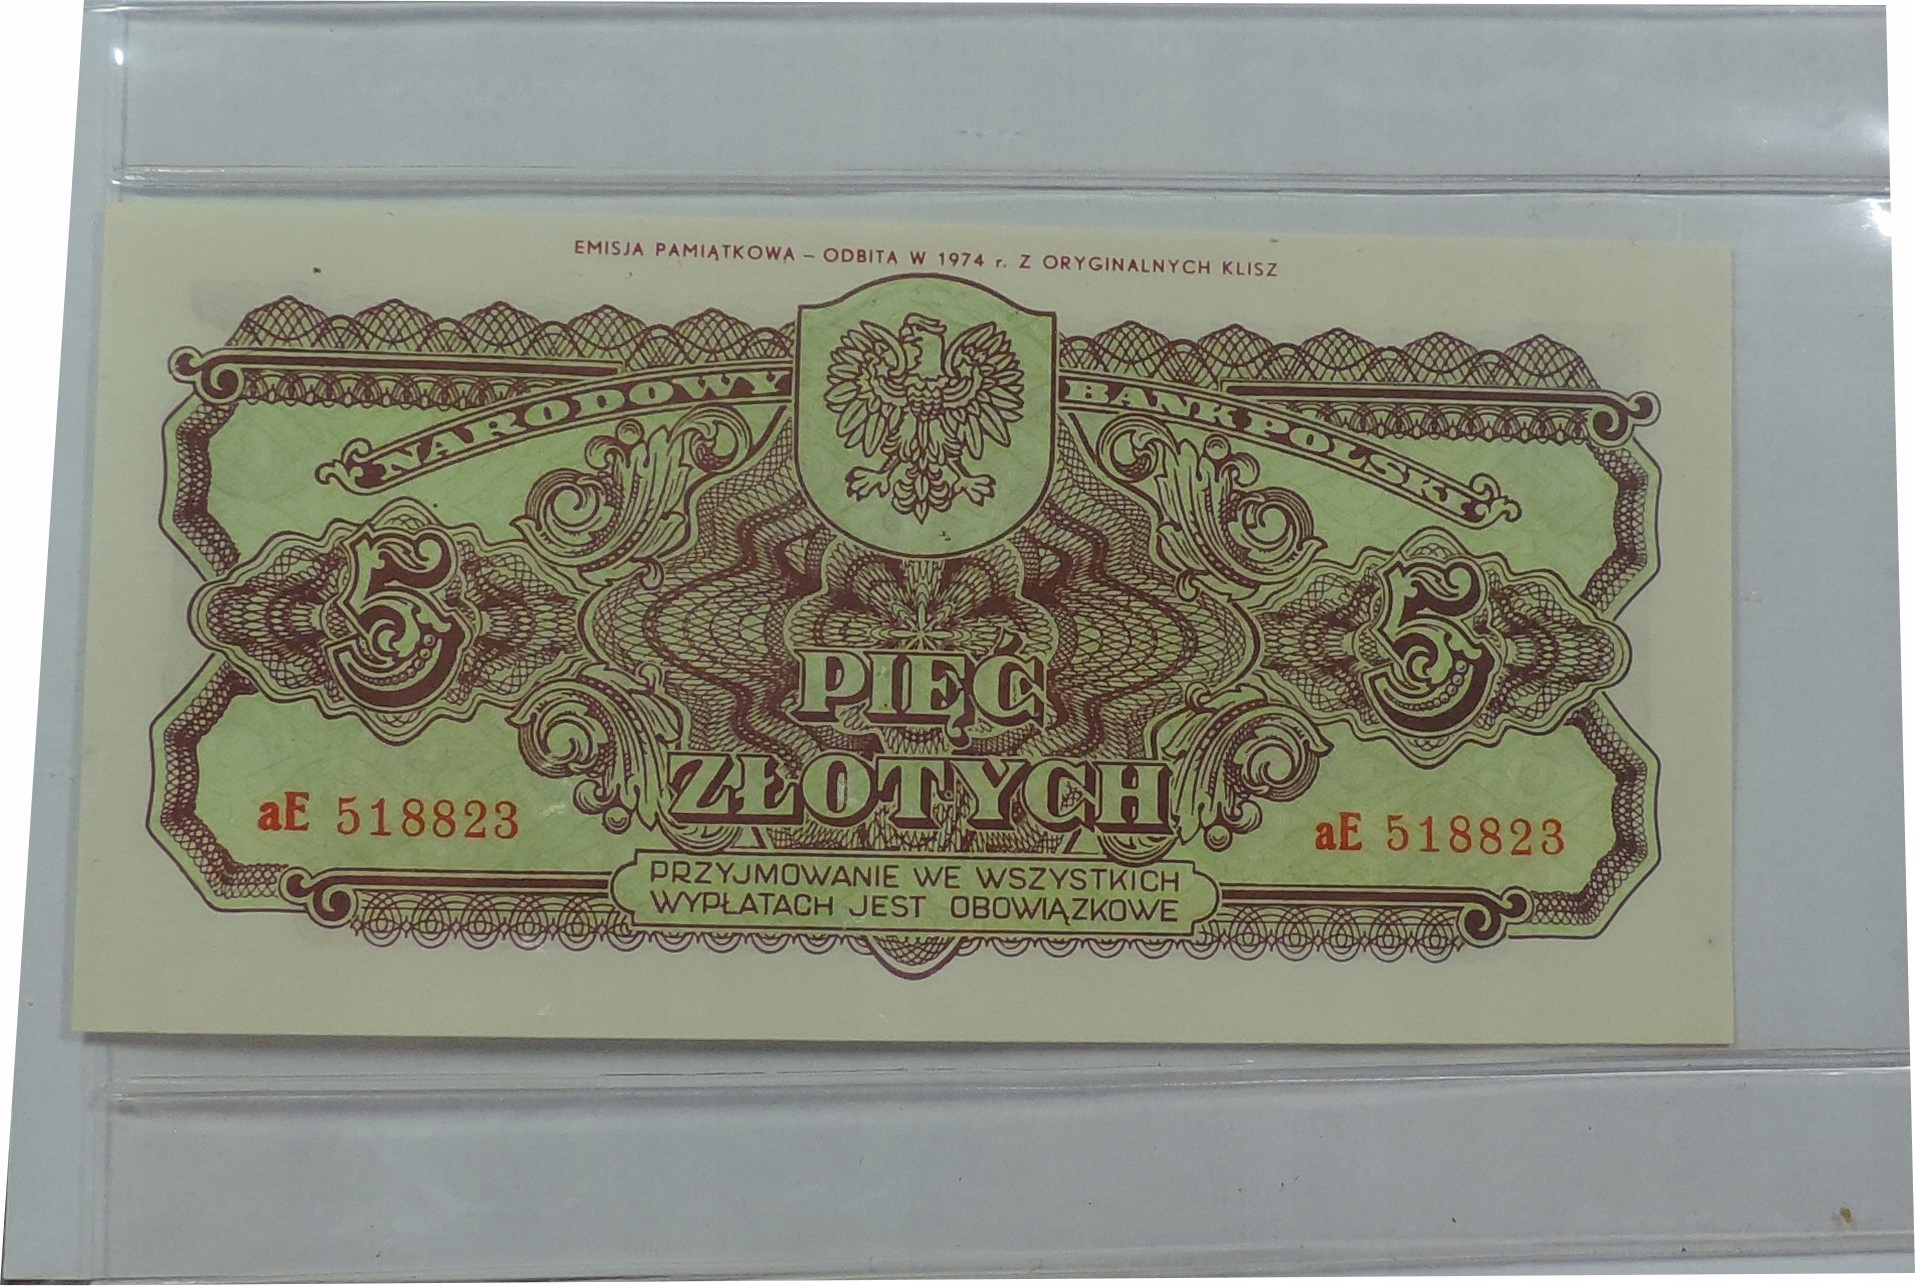 EMISJA PAMIĄTKOWA – ODBITA W 1974 r. Z ORYGINALNYCH KLISZ
NARODOWY BANK POLSKI
5 5
PIĘĆ
ZŁOTYCH
aE 518823 aE 518823
PRZYJMOWANIE WE WSZYSTKICH
WYPŁATACH JEST OBOWIĄZKOWE